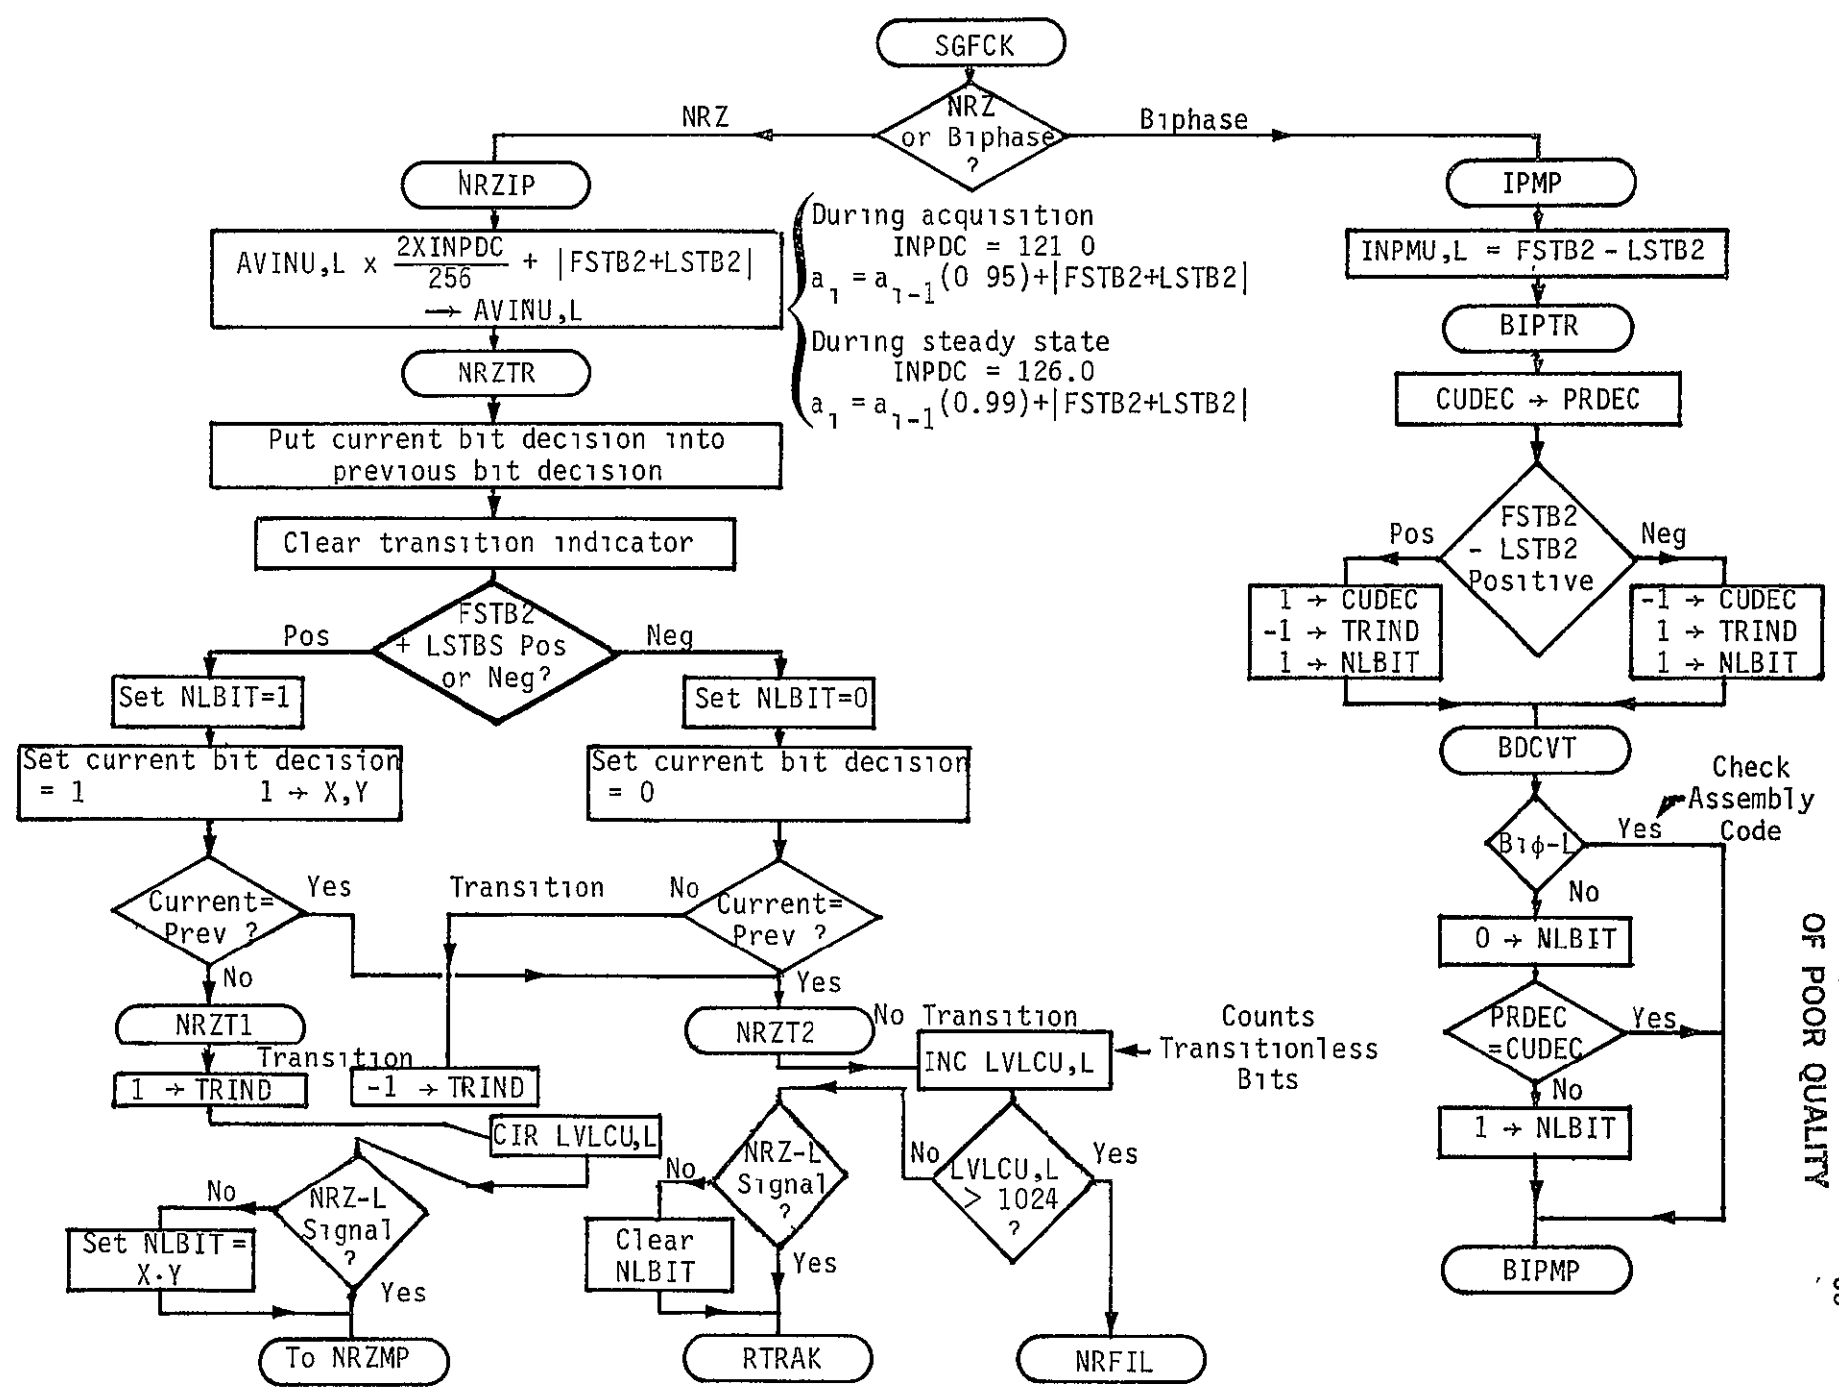 SGFCK
NRZ
or Biphase
?
NRZ
Biphase
NRZIP
AVINU,L x 2XINPDC/256 + |FSTB2+LSTB2|
→ AVINU,L
During acquisition
INPDC = 121 0
a_i = a_i-1(0 95)+|FSTB2+LSTB2|
During steady state
INPDC = 126.0
a_i = a_i-1(0.99)+|FSTB2+LSTB2|
NRZTR
Put current bit decision into
previous bit decision
Clear transition indicator
FSTB2
+ LSTBS Pos
or Neg?
Pos
Neg
Set NLBIT=1
Set NLBIT=0
Set current bit decision
= 1 1 → X,Y
Set current bit decision
= 0
Current=
Prev ?
Yes
No
Transition
No
Current=
Prev ?
Yes
NRZT1
Transition
1 → TRIND
-1 → TRIND
NRZT2
No Transition
INC LVLCU,L
Counts
Transitionless
Bits
CIR LVLCU,L
NRZ-L
Signal
?
No
Yes
Set NLBIT =
X·Y
To NRZMP
NRZ-L
Signal
?
No
Yes
Clear
NLBIT
RTRAK
LVLCU,L
> 1024
?
No
Yes
NRFIL
IPMP
INPMU,L = FSTB2 - LSTB2
BIPTR
CUDEC → PRDEC
FSTB2
- LSTB2
Positive
Pos
Neg
1 → CUDEC
-1 → TRIND
1 → NLBIT
-1 → CUDEC
1 → TRIND
1 → NLBIT
BDCVT
Biφ-L
Yes
Check
Assembly
Code
No
0 → NLBIT
PRDEC
=CUDEC
Yes
No
1 → NLBIT
BIPMP
OF POOR QUALITY